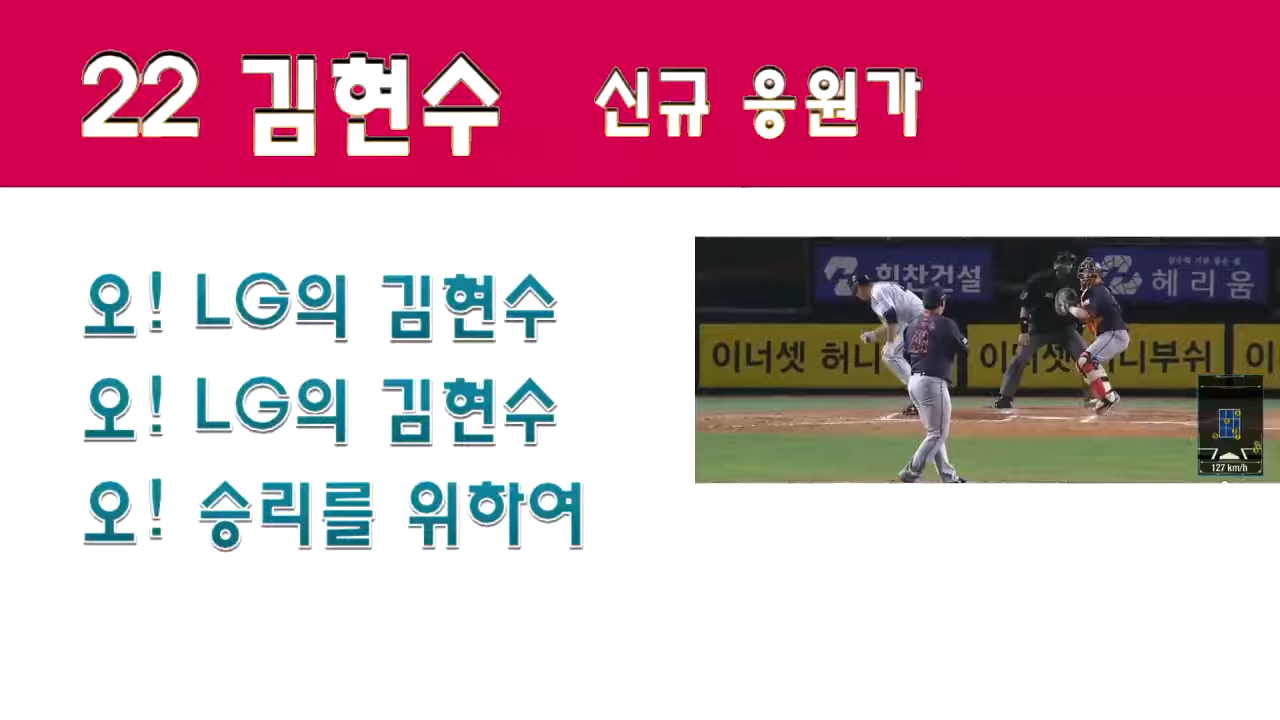 22 김현수 신규 응원가
오! LG의 김현수
오! LG의 김현수
오! 승리를 위하여
힘찬건설
헤리움
이너셋 허니
이너셋 허니부쉬
이
127 km/h